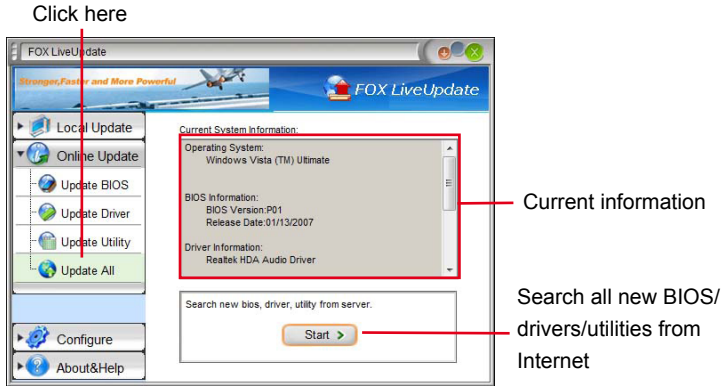 Click here
FOX LiveUpdate
Stronger,Faster and More Powerful
FOX LiveUpdate
Local Update
Online Update
Update BIOS
Update Driver
Update Utility
Update All
Configure
About&Help
Current System Information:
Operating System:
Windows Vista (TM) Ultimate
BIOS Information:
BIOS Version:P01
Release Date:01/13/2007
Driver Information:
Realtek HDA Audio Driver
Current information
Search new bios, driver, utility from server.
Start
Search all new BIOS/
drivers/utilities from
Internet